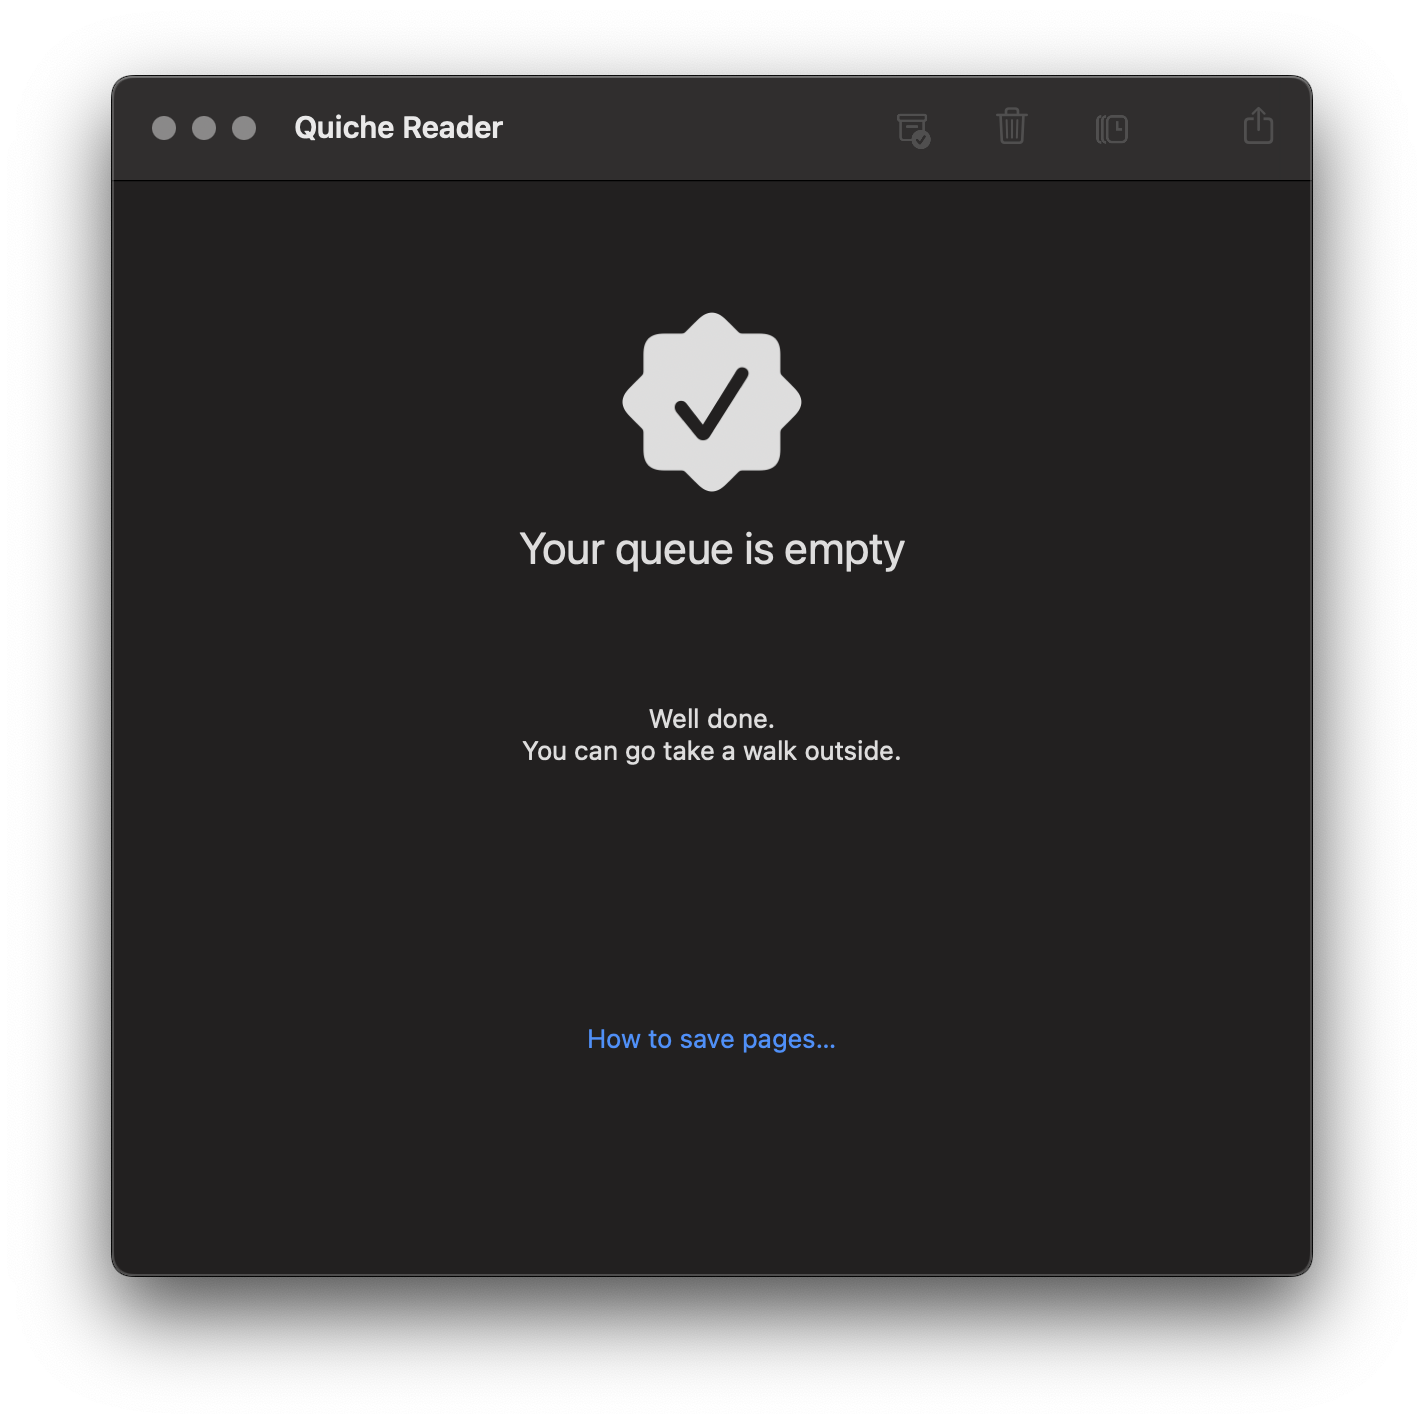 Quiche Reader
Your queue is empty
Well done.
You can go take a walk outside.
How to save pages...